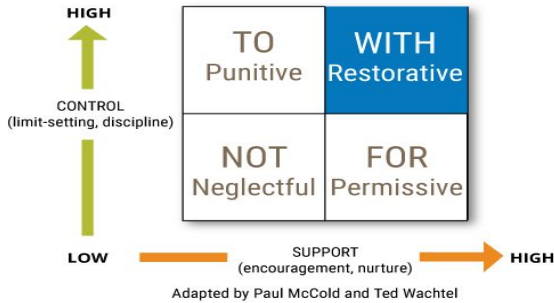 HIGH
TO
Punitive
WITH
Restorative
CONTROL
(limit-setting, discipline)
NOT
Neglectful
FOR
Permissive
LOW
SUPPORT
(encouragement, nurture)
HIGH
Adapted by Paul McCold and Ted Wachtel